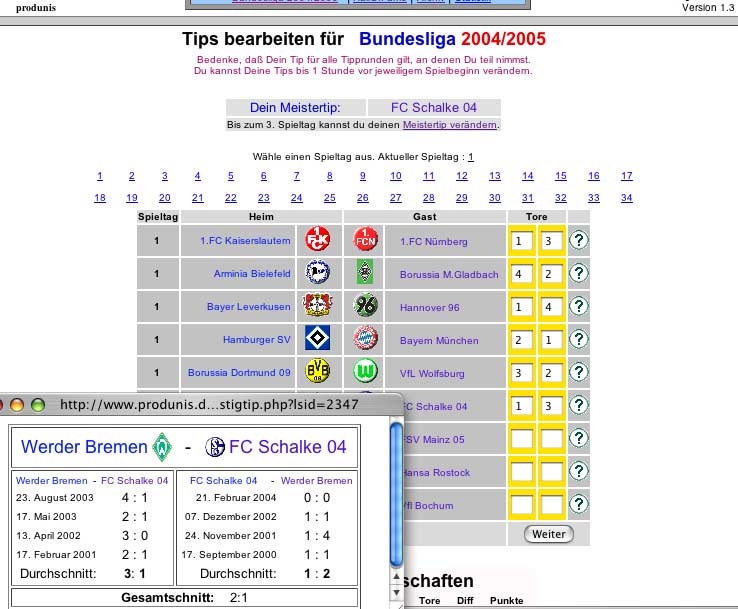 produnis
Version 1.3
Tips bearbeiten für Bundesliga 2004/2005
Bedenke, daß Dein Tip für alle Tipprunden gilt, an denen Du teil nimmst.
Du kannst Deine Tips bis 1 Stunde vor jeweiligem Spielbeginn verändern.
Dein Meistertip: FC Schalke 04
Bis zum 3. Spieltag kannst du deinen Meistertip verändern.
Wähle einen Spieltag aus. Aktueller Spieltag : 1
1 2 3 4 5 6 7 8 9 10 11 12 13 14 15 16 17
18 19 20 21 22 23 24 25 26 27 28 29 30 31 32 33 34
Spieltag Heim Gast Tore
1 1.FC Kaiserslautern 1.FC Nürnberg 1 3 ?
1 Arminia Bielefeld Borussia M.Gladbach 4 2 ?
1 Bayer Leverkusen Hannover 96 1 4 ?
1 Hamburger SV Bayern München 2 1 ?
1 Borussia Dortmund 09 VfL Wolfsburg 3 2 ?
FC Schalke 04 1 3 ?
FSV Mainz 05 ?
Hansa Rostock ?
Vfl Bochum ?
Weiter
schaften
Tore Diff Punkte
http://www.produnis.d...stigtip.php?lsid=2347
Werder Bremen - FC Schalke 04
Werder Bremen - FC Schalke 04
23. August 2003 4 : 1
17. Mai 2003 2 : 1
13. April 2002 3 : 0
17. Februar 2001 2 : 1
Durchschnitt: 3: 1
FC Schalke 04 - Werder Bremen
21. Februar 2004 0 : 0
07. Dezember 2002 1 : 1
24. November 2001 1 : 4
17. September 2000 1 : 1
Durchschnitt: 1 : 2
Gesamtschnitt: 2:1